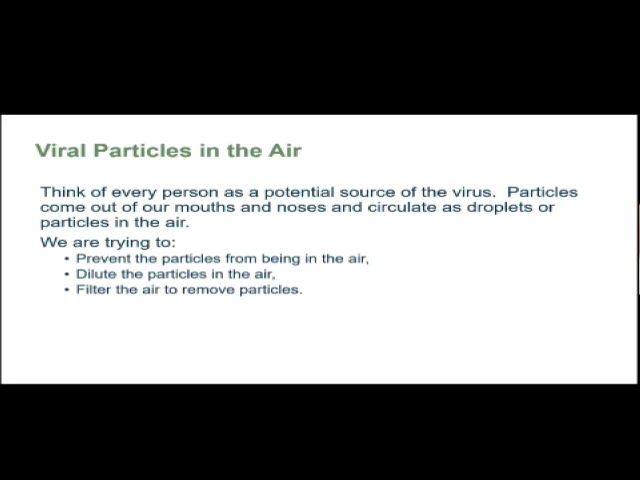 Viral Particles in the Air
Think of every person as a potential source of the virus.  Particles
come out of our mouths and noses and circulate as droplets or
particles in the air.
We are trying to:
• Prevent the particles from being in the air,
• Dilute the particles in the air,
• Filter the air to remove particles.